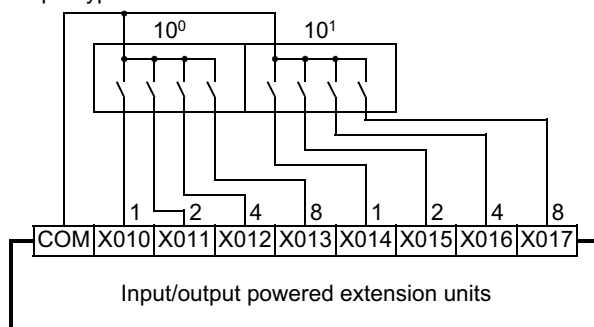 10⁰ 10¹
1 2 4 8 1 2 4 8
COM X010 X011 X012 X013 X014 X015 X016 X017
Input/output powered extension units